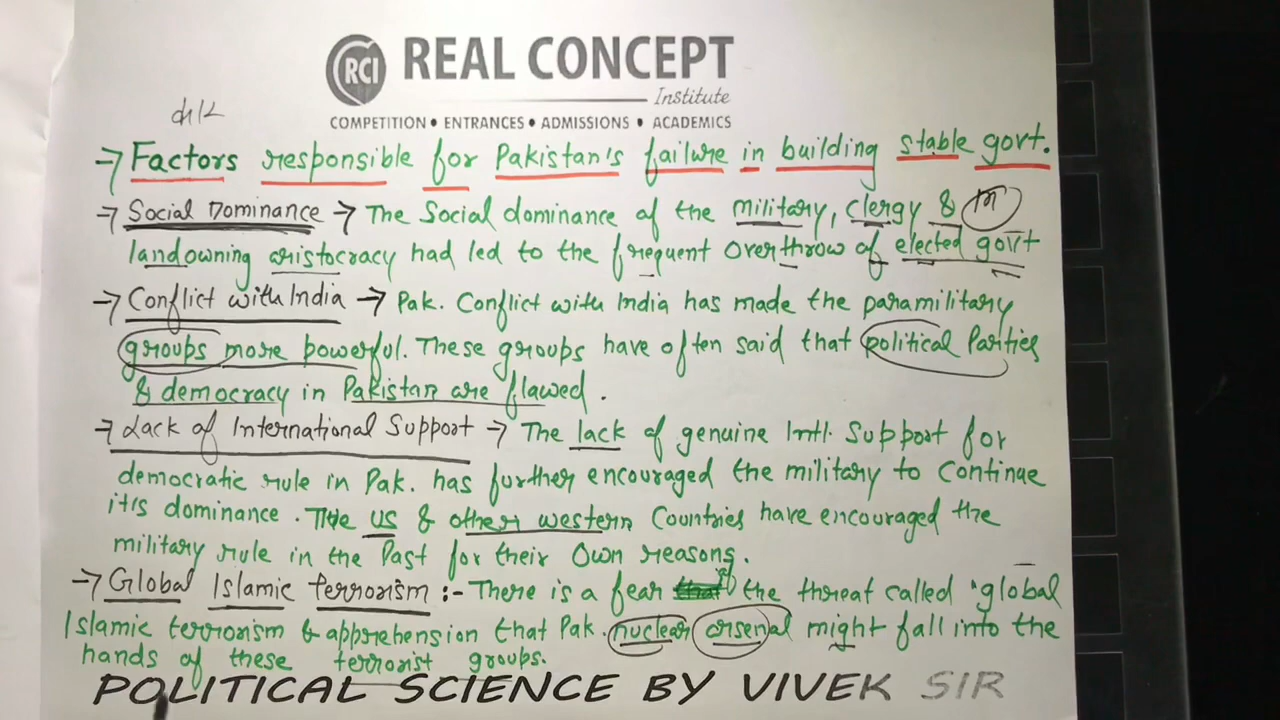 RCI REAL CONCEPT
Institute
COMPETITION • ENTRANCES • ADMISSIONS • ACADEMICS
→ Factors responsible for Pakistan's failure in building stable govt.
→ Social Dominance → The Social dominance of the military, clergy &
landowning aristocracy had led to the frequent overthrow of elected govt
→ Conflict with India → Pak. Conflict with India has made the paramilitary
groups more powerful. These groups have often said that political Parties
& democracy in Pakistan are flawed.
→ Lack of International Support → The lack of genuine Intl. Support for
democratic rule in Pak. has further encouraged the military to continue
it's dominance. The US & other western Countries have encouraged the
military rule in the Past for their Own reasons.
→ Global Islamic terrorism :- There is a fear of the threat called 'global
Islamic terrorism & apprehension that Pak. nuclear arsenal might fall into the
hands of these terrorist groups.
POLITICAL SCIENCE BY VIVEK SIR